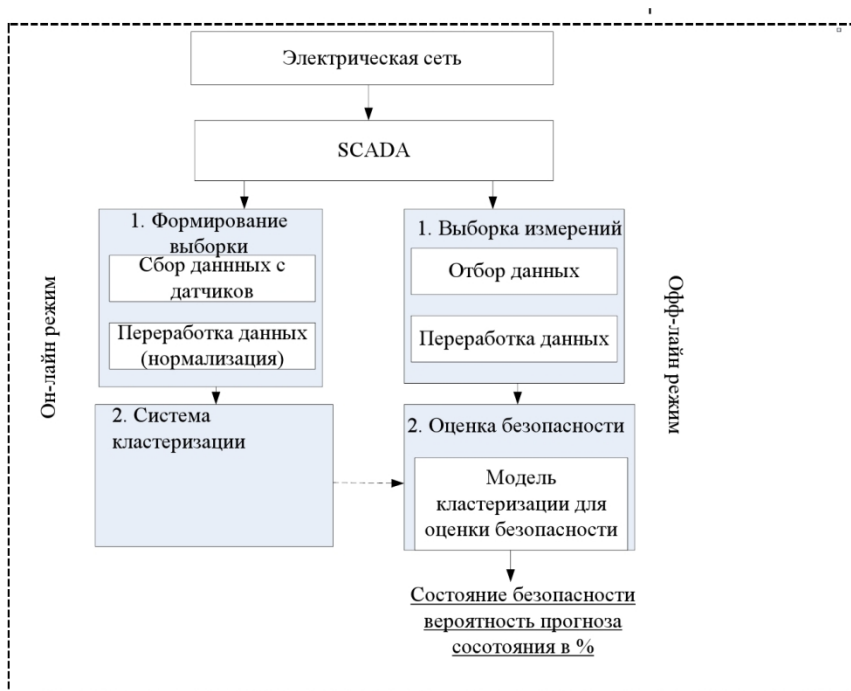 Электрическая сеть
SCADA
1. Формирование
выборки
Сбор даннных с
датчиков
Переработка данных
(нормализация)
2. Система
кластеризации
1. Выборка измерений
Отбор данных
Переработка данных
2. Оценка безопасности
Модель
кластеризации для
оценки безопасности
Состояние безопасности
вероятность прогноза
сосотояния в %
Он-лайн режим
Офф-лайн режим